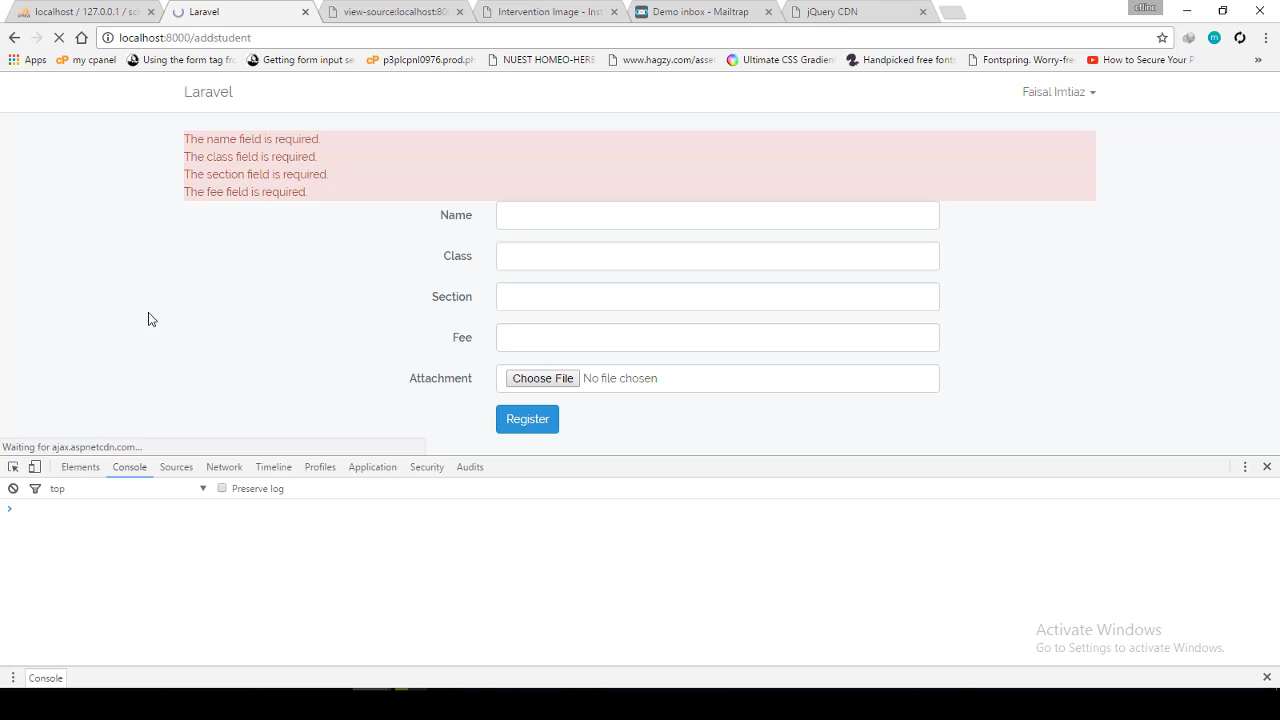 localhost / 127.0.0.1 / sch
Laravel
view-source:localhost:80
Intervention Image - Inst
Demo inbox - Mailtrap
jQuery CDN
offline
localhost:8000/addstudent
Apps
my cpanel
Using the form tag fr
Getting form input se
p3plcpnl0976.prod.ph
NUEST HOMEO-HERB
www.hagzy.com/asset
Ultimate CSS Gradien
Handpicked free fonts
Fontspring. Worry-fre
How to Secure Your P
»
Laravel
Faisal Imtiaz
The name field is required.
The class field is required.
The section field is required.
The fee field is required.
Name
Class
Section
Fee
Attachment
Choose File No file chosen
Register
Waiting for ajax.aspnetcdn.com...
Elements
Console
Sources
Network
Timeline
Profiles
Application
Security
Audits
top
Preserve log
>
Activate Windows
Go to Settings to activate Windows.
Console